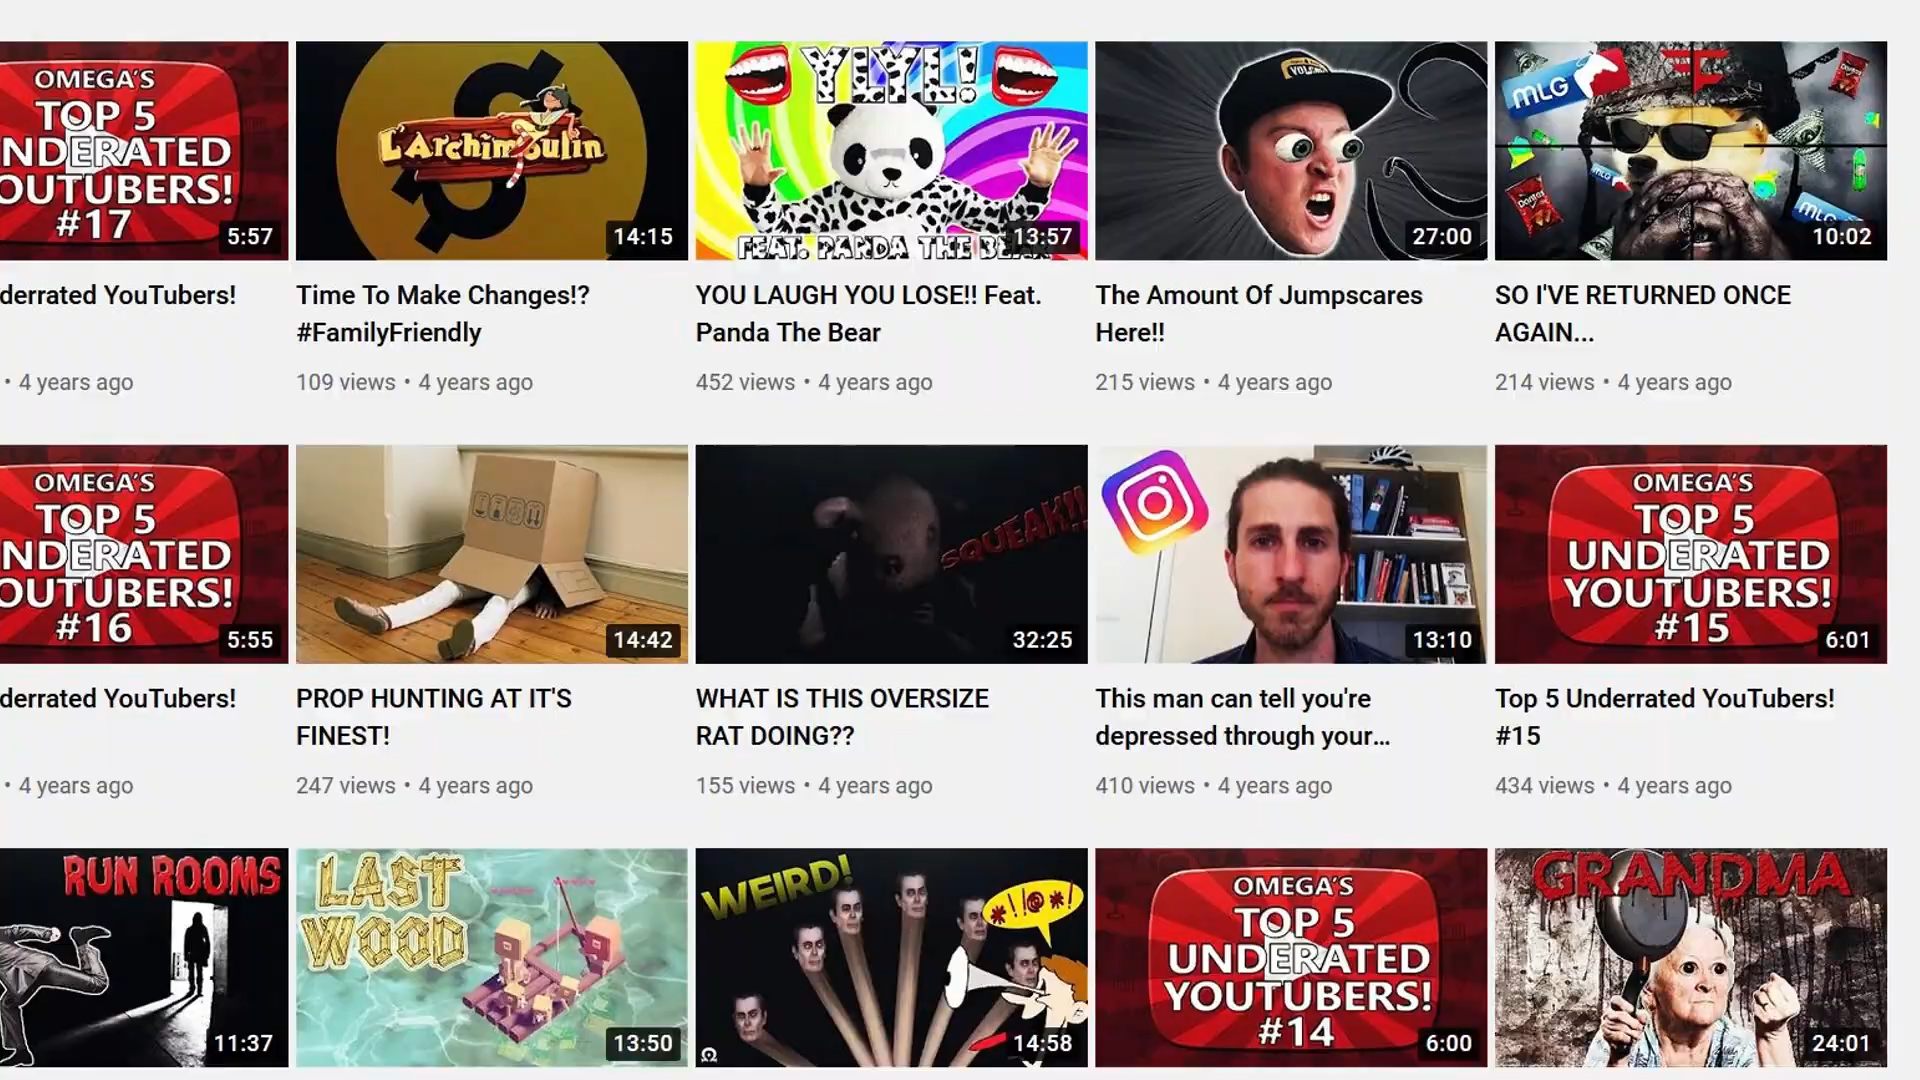 OMEGA'S
TOP 5
NDERATED
OUTUBERS!
#17
5:57
L'Archimoulin
14:15
YLYL!
FEAT. PANDA THE BEAR
13:57
VOLCOM
27:00
MLG
Doritos
MLG
Doritos
MLG
10:02
derrated YouTubers!
Time To Make Changes!?
#FamilyFriendly
YOU LAUGH YOU LOSE!! Feat.
Panda The Bear
The Amount Of Jumpscares
Here!!
SO I'VE RETURNED ONCE
AGAIN...
• 4 years ago
109 views • 4 years ago
452 views • 4 years ago
215 views • 4 years ago
214 views • 4 years ago
OMEGA'S
TOP 5
NDERATED
OUTUBERS!
#16
5:55
14:42
SQUEAK!!
32:25
13:10
OMEGA'S
TOP 5
UNDERATED
YOUTUBERS!
#15
6:01
derrated YouTubers!
PROP HUNTING AT IT'S
FINEST!
WHAT IS THIS OVERSIZE
RAT DOING??
This man can tell you're
depressed through your...
Top 5 Underrated YouTubers!
#15
• 4 years ago
247 views • 4 years ago
155 views • 4 years ago
410 views • 4 years ago
434 views • 4 years ago
RUN ROOMS
11:37
LAST
WOOD
13:50
WEIRD!
*!!@*!
14:58
OMEGA'S
TOP 5
UNDERATED
YOUTUBERS!
#14
6:00
GRANDMA
24:01